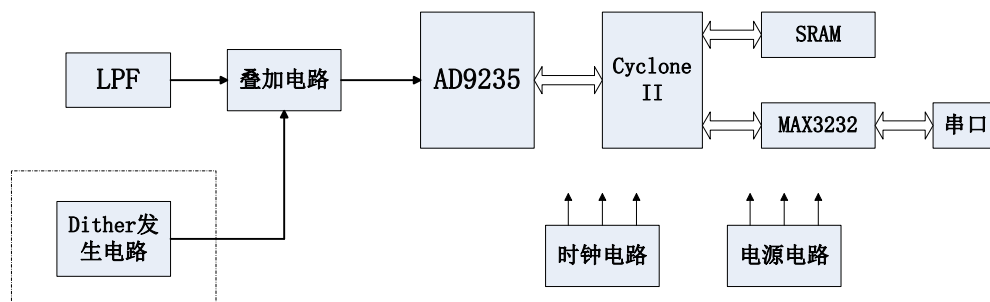 LPF
叠加电路
AD9235
Cyclone
II
SRAM
MAX3232
串口
Dither发
生电路
时钟电路
电源电路